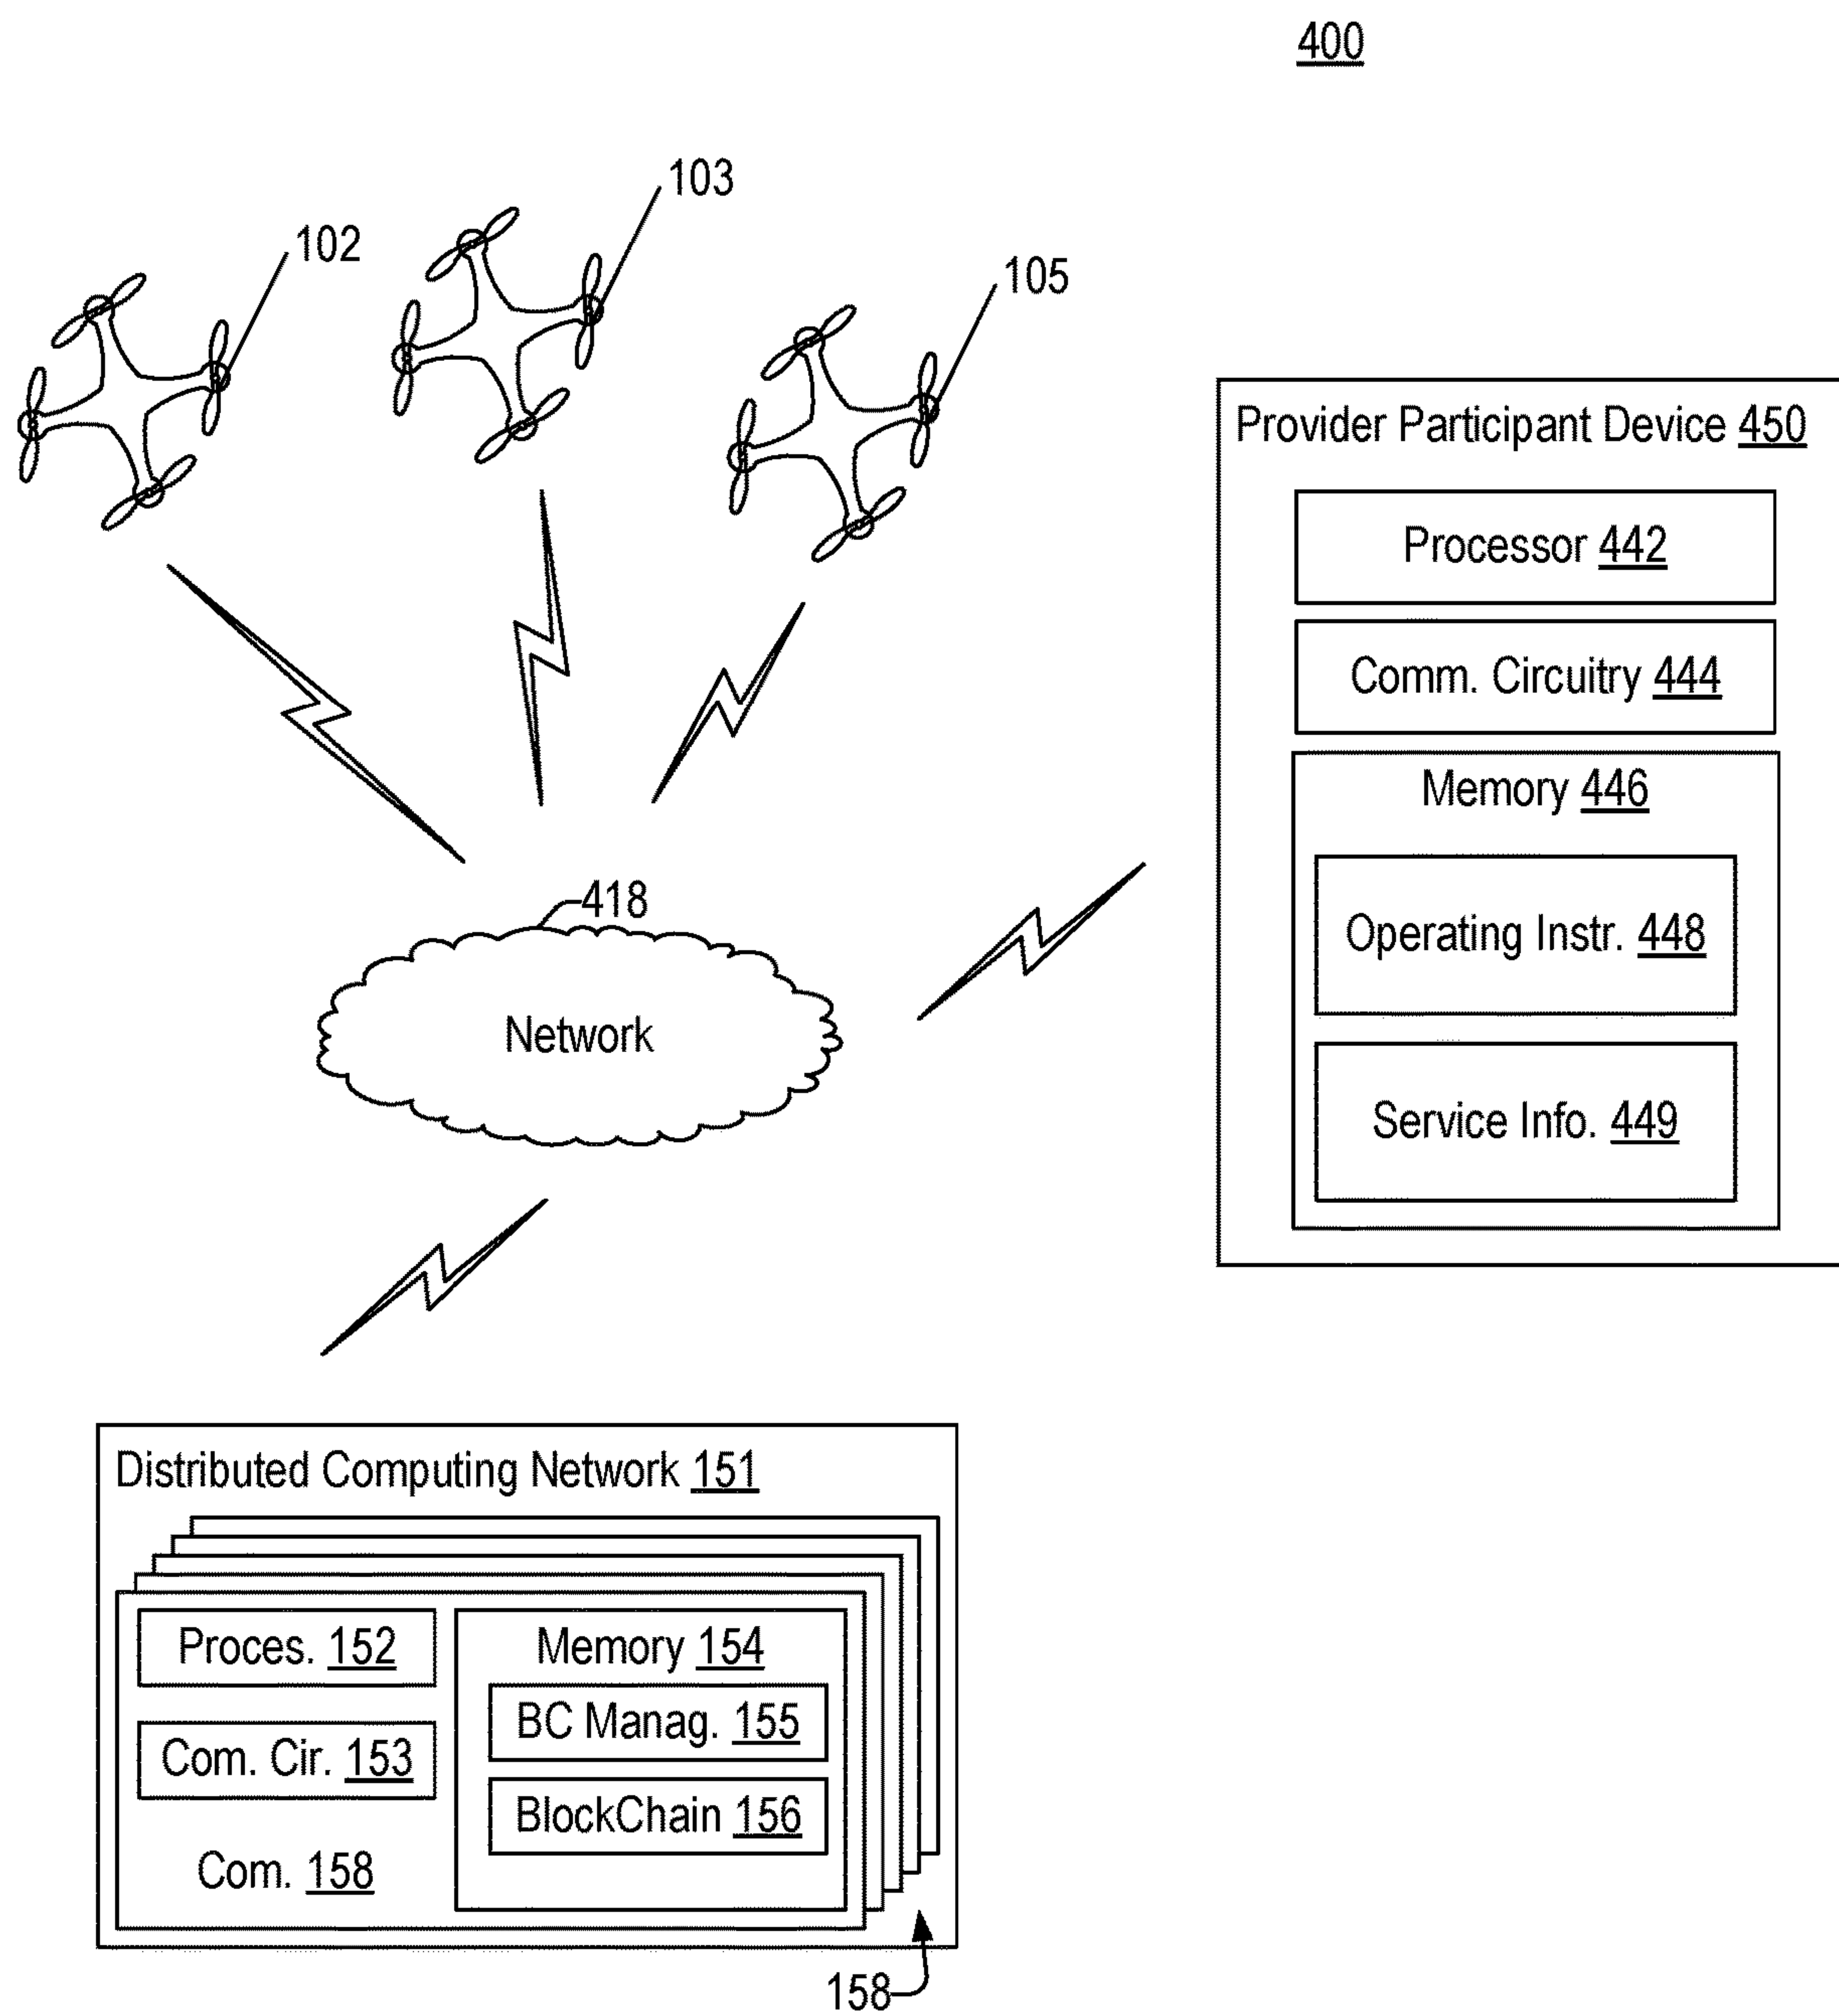 400
103
102
105
Provider Participant Device 450
Processor 442
Comm. Circuitry 444
Memory 446
Operating Instr. 448
Service Info. 449
418
Network
Distributed Computing Network 151
Proces. 152
Com. Cir. 153
Com. 158
Memory 154
BC Manag. 155
BlockChain 156
158